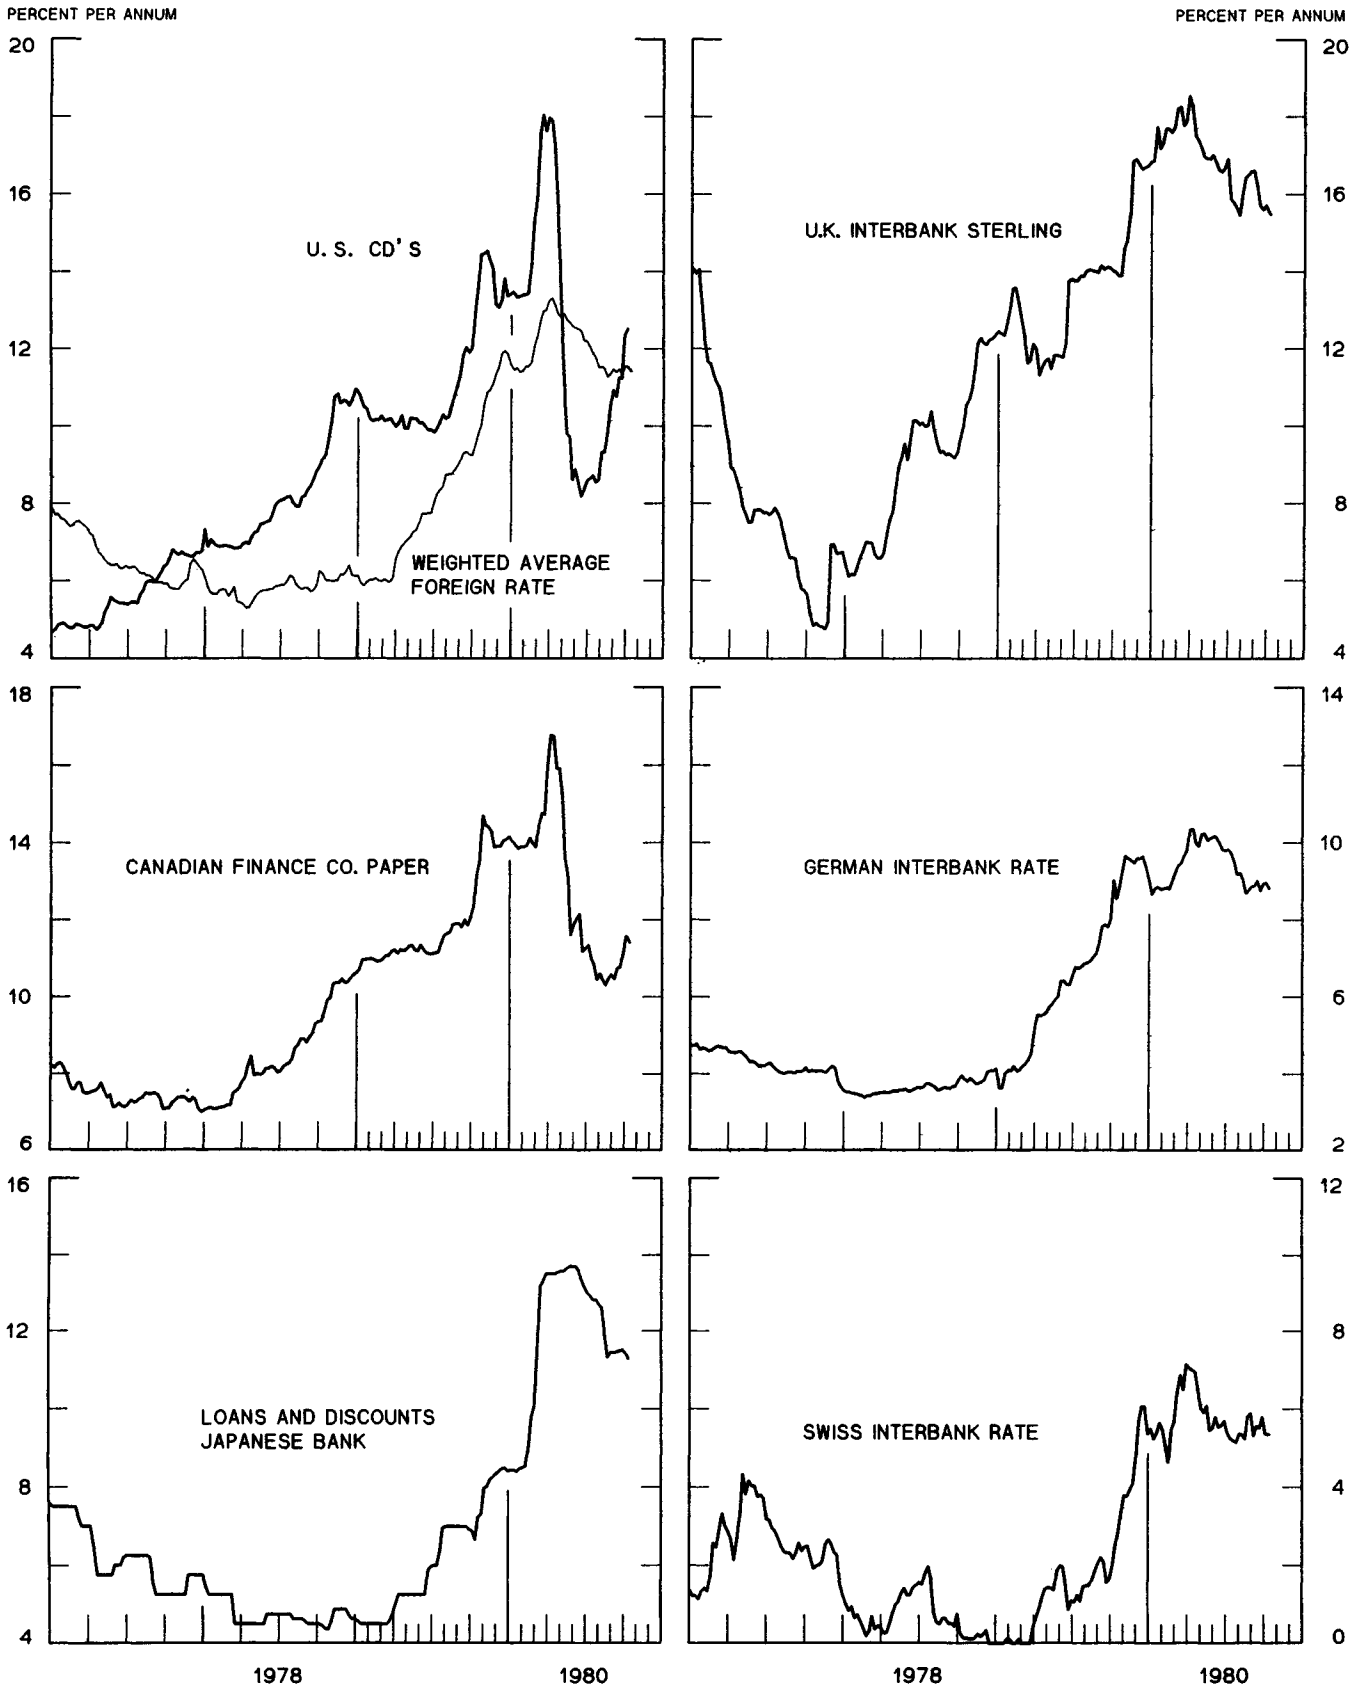 PERCENT PER ANNUM
PERCENT PER ANNUM
20
16
12
8
4
U. S. CD'S
WEIGHTED AVERAGE
FOREIGN RATE
20
16
12
8
4
U.K. INTERBANK STERLING
18
14
10
6
CANADIAN FINANCE CO. PAPER
14
10
6
2
GERMAN INTERBANK RATE
16
12
8
4
LOANS AND DISCOUNTS
JAPANESE BANK
1978
1980
12
8
4
0
SWISS INTERBANK RATE
1978
1980